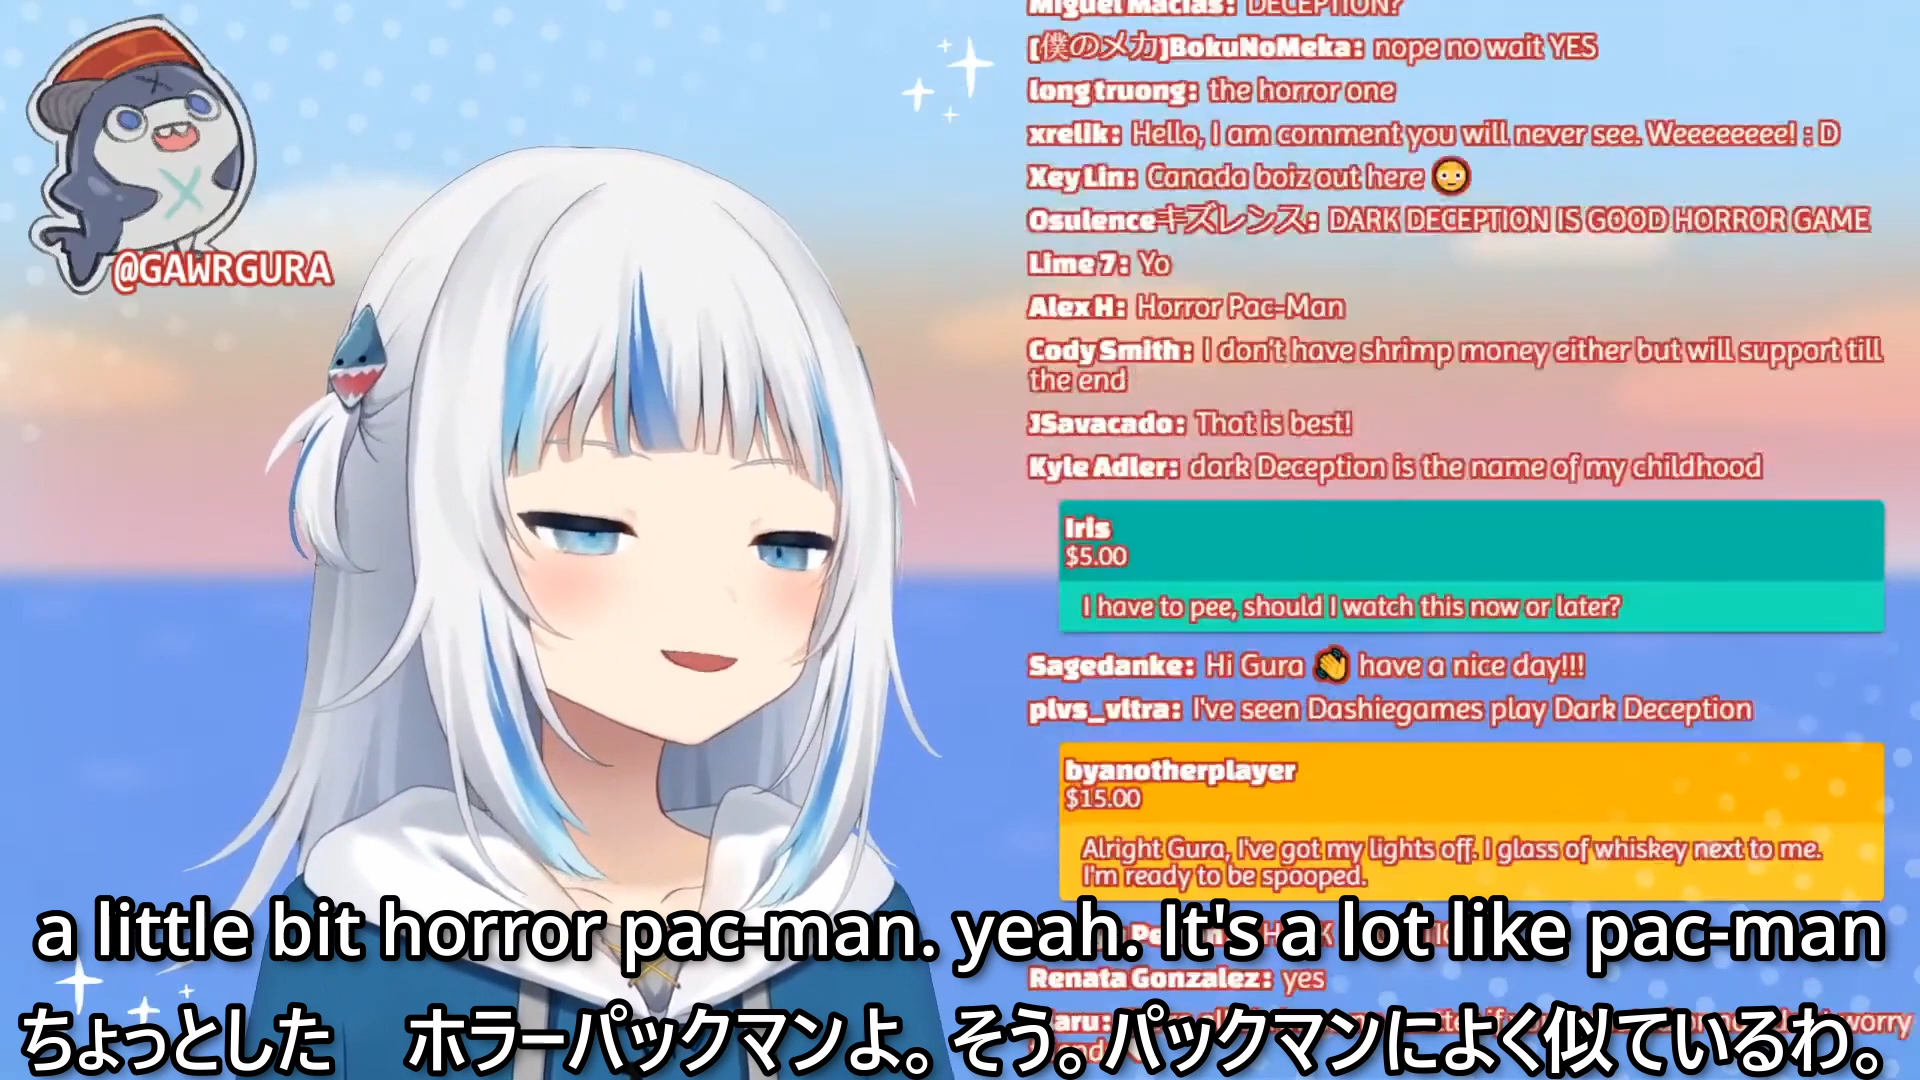 @GAWRGURA
Miguel Macias: DECEPTION?
[僕のメカ]BokuNoMeka: nope no wait YES
long truong: the horror one
xrelik: Hello, I am comment you will never see. Weeeeeeee! : D
Xey Lin: Canada boiz out here 😳
Osulenceキズレンス: DARK DECEPTION IS GOOD HORROR GAME
Lime 7: Yo
Alex H: Horror Pac-Man
Cody Smith: I don't have shrimp money either but will support till
the end
JSavacado: That is best!
Kyle Adler: dark Deception is the name of my childhood
Iris
$5.00
I have to pee, should I watch this now or later?
Sagedanke: Hi Gura 👋 have a nice day!!!
plvs_vltra: I've seen Dashiegames play Dark Deception
byanotherplayer
$15.00
Alright Gura, I've got my lights off. I glass of whiskey next to me.
I'm ready to be spooped.
a little bit horror pac-man. yeah. It's a lot like pac-man
Renata Gonzalez: yes
ちょっとした ホラーパックマンよ。そう。パックマンによく似ているわ。